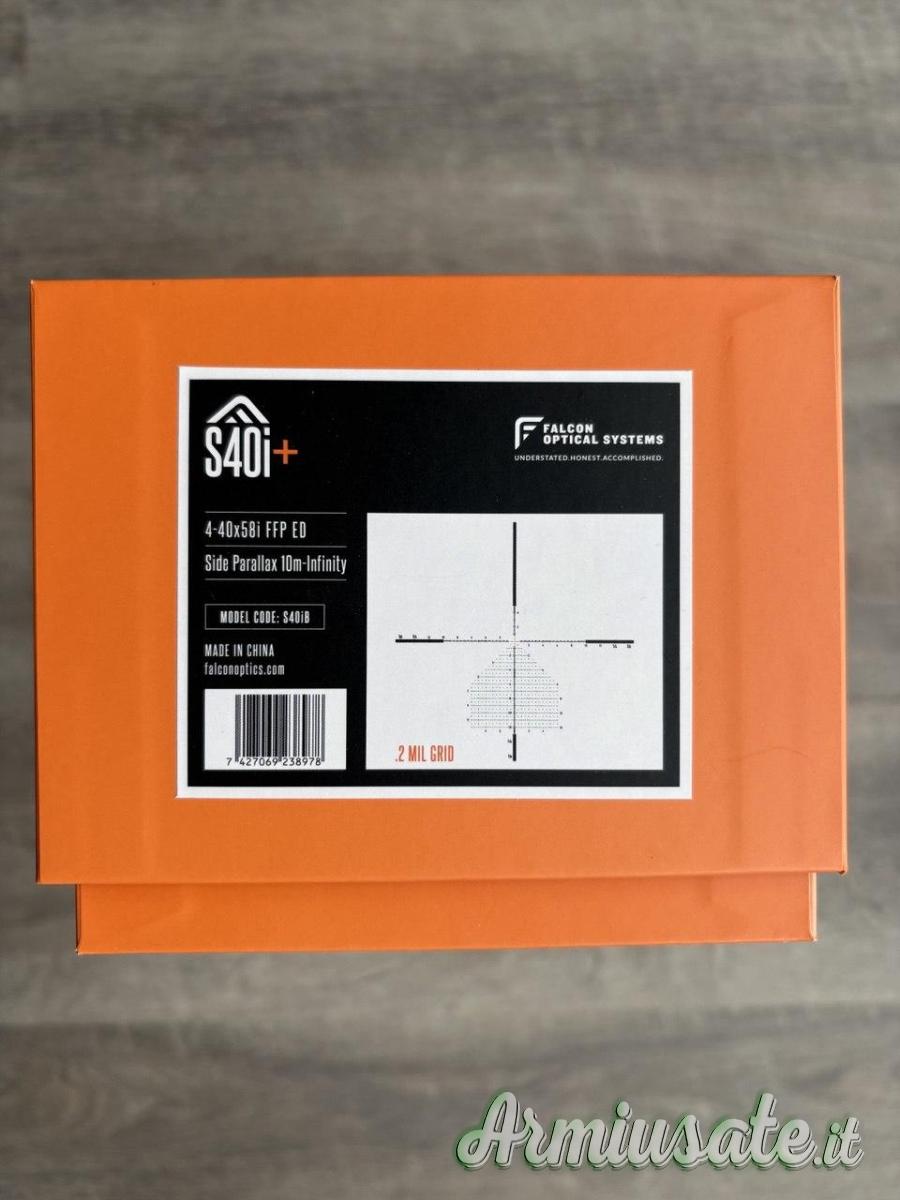 S40i+
FALCON
OPTICAL SYSTEMS
UNDERSTATED.HONEST.ACCOMPLISHED.
4-40x58i FFP ED
Side Parallax 10m-Infinity
MODEL CODE: S40iB
MADE IN CHINA
falconoptics.com
7 427069 238978
.2 MIL GRID
Armiusate.it